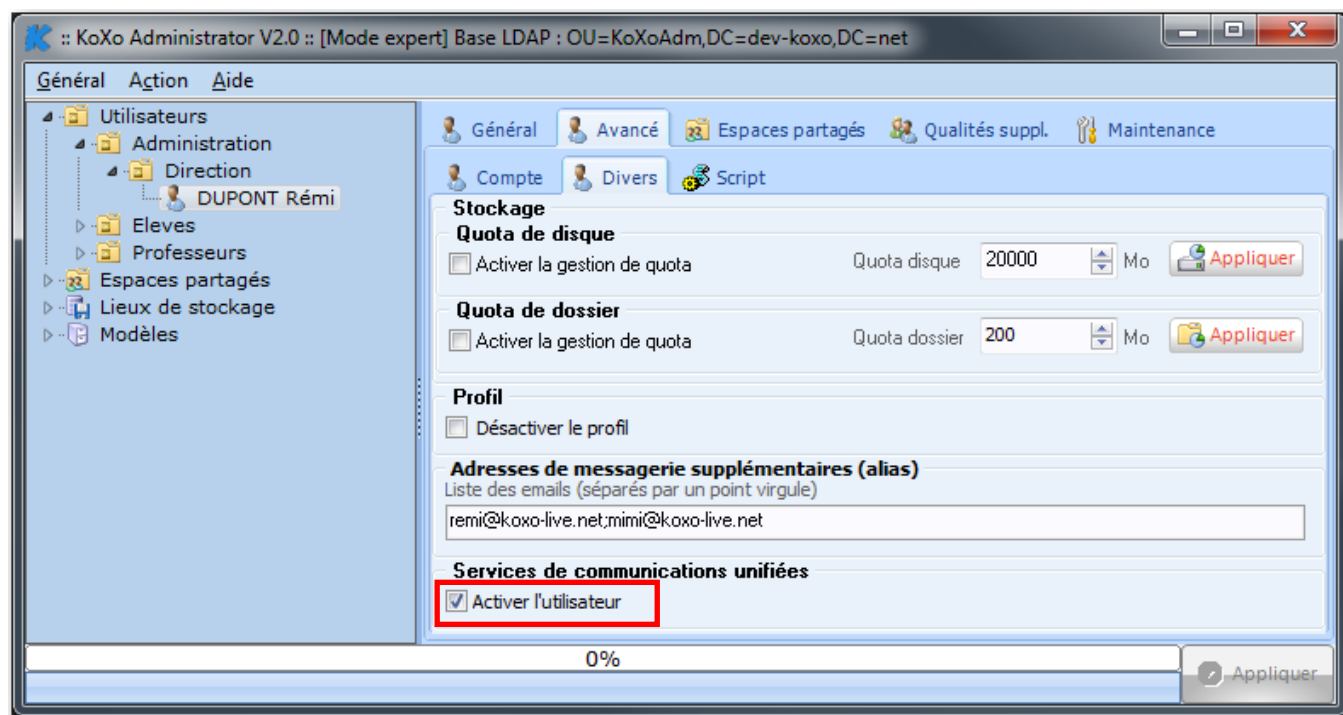 :: KoXo Administrator V2.0 :: [Mode expert] Base LDAP : OU=KoXoAdm,DC=dev-koxo,DC=net
Général Action Aide
Utilisateurs
Administration
Direction
DUPONT Rémi
Eleves
Professeurs
Espaces partagés
Lieux de stockage
Modèles
Général Avancé Espaces partagés Qualités suppl. Maintenance
Compte Divers Script
Stockage
Quota de disque
Activer la gestion de quota Quota disque 20000 Mo Appliquer
Quota de dossier
Activer la gestion de quota Quota dossier 200 Mo Appliquer
Profil
Désactiver le profil
Adresses de messagerie supplémentaires (alias)
Liste des emails (séparés par un point virgule)
remi@koxo-live.net;mimi@koxo-live.net
Services de communications unifiées
Activer l'utilisateur
0%
Appliquer